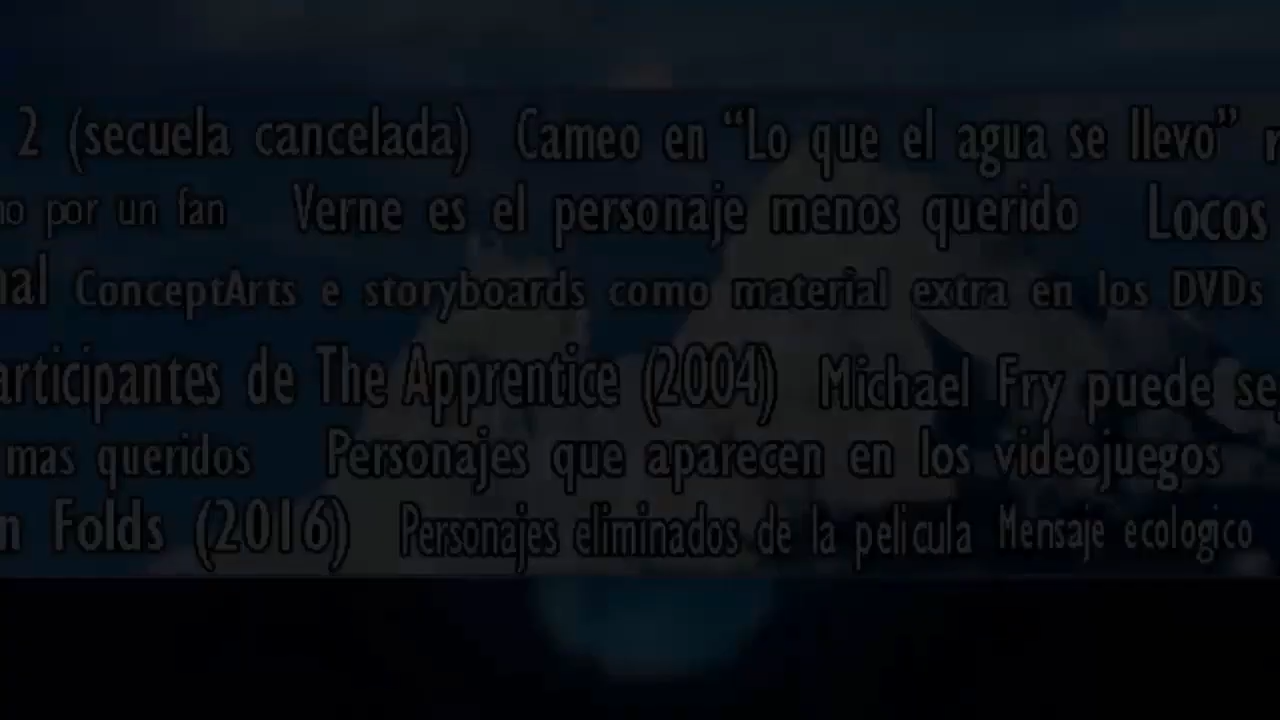 2 (secuela cancelada) Cameo en “Lo que el agua se llevo”
por un fan Verne es el personaje menos querido Locos
ConceptArts e storyboards como material extra en los DVDs
articipantes de The Apprentice (2004) Michael Fry puede se
mas queridos Personajes que aparecen en los videojuegos
n Folds (2016) Personajes eliminados de la pelicula Mensaje ecologico